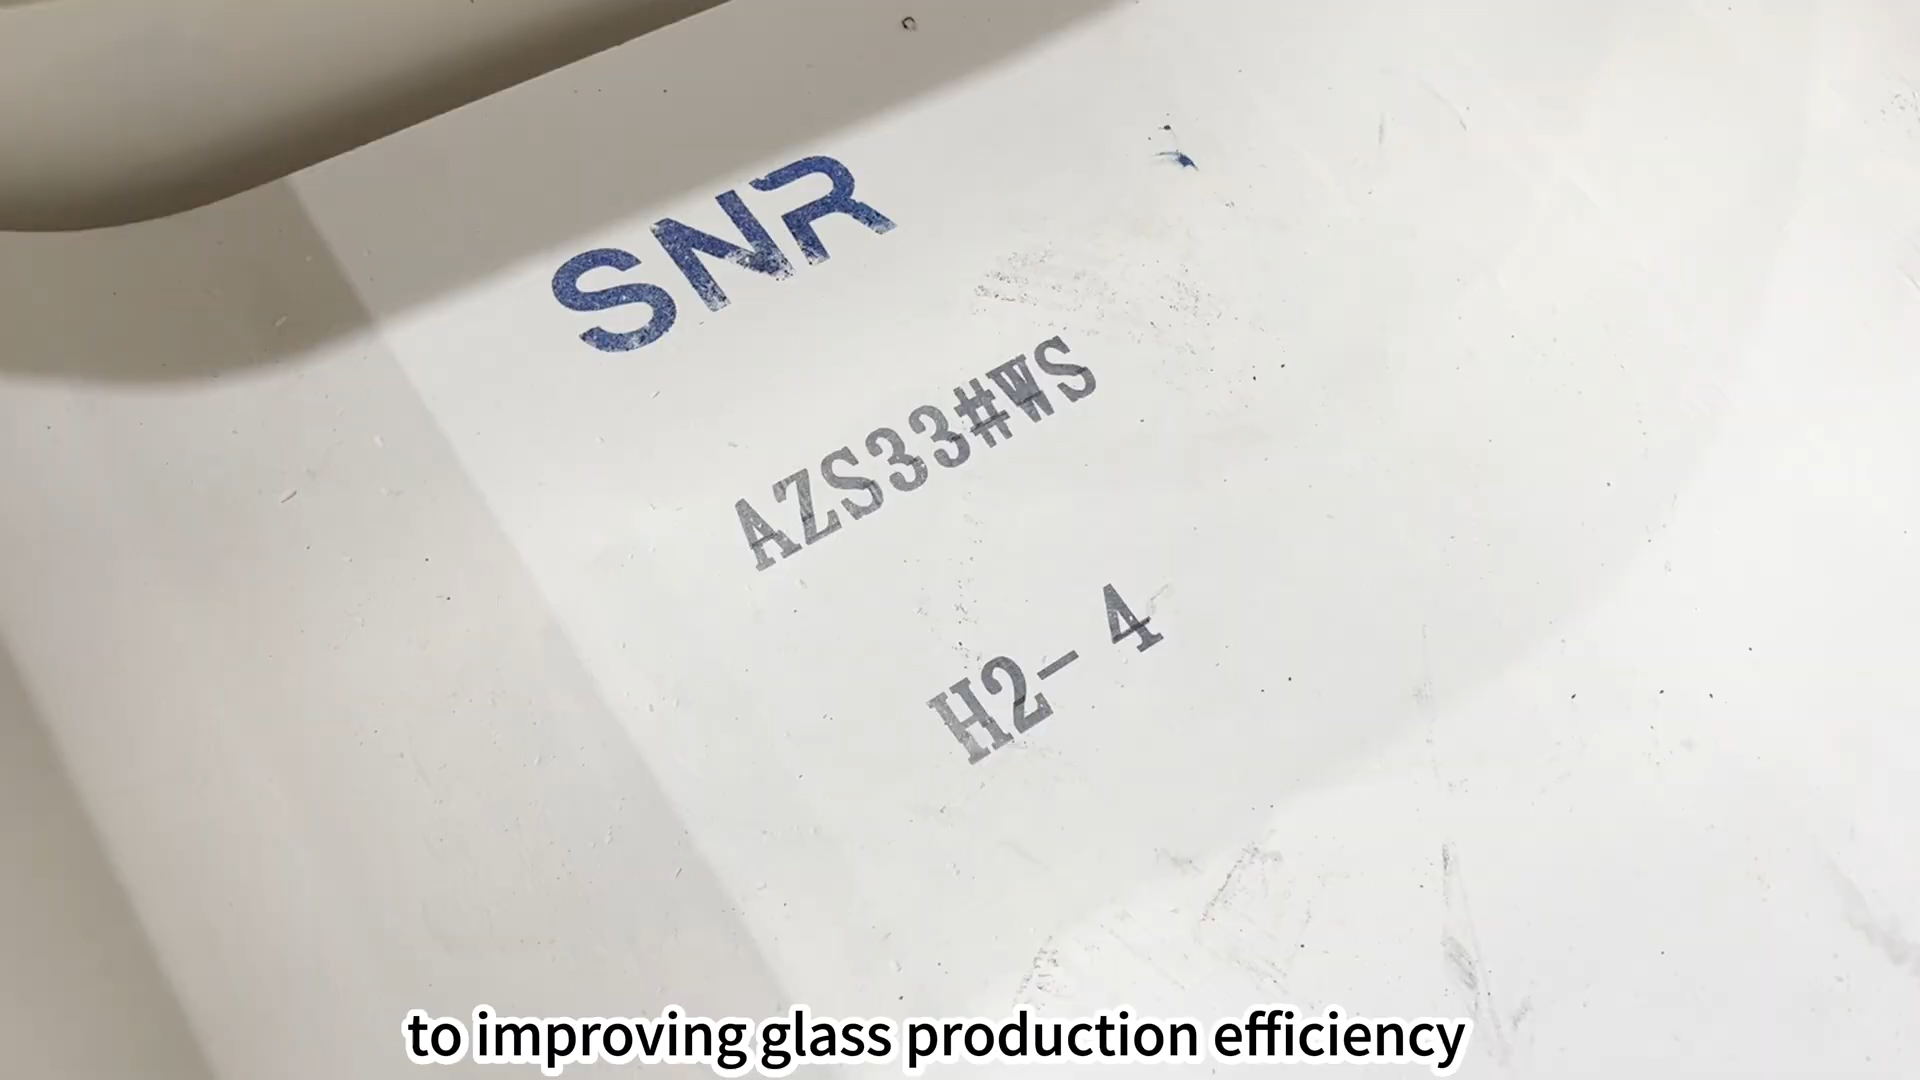 SNR
AZS33#WS
H2- 4
to improving glass production efficiency